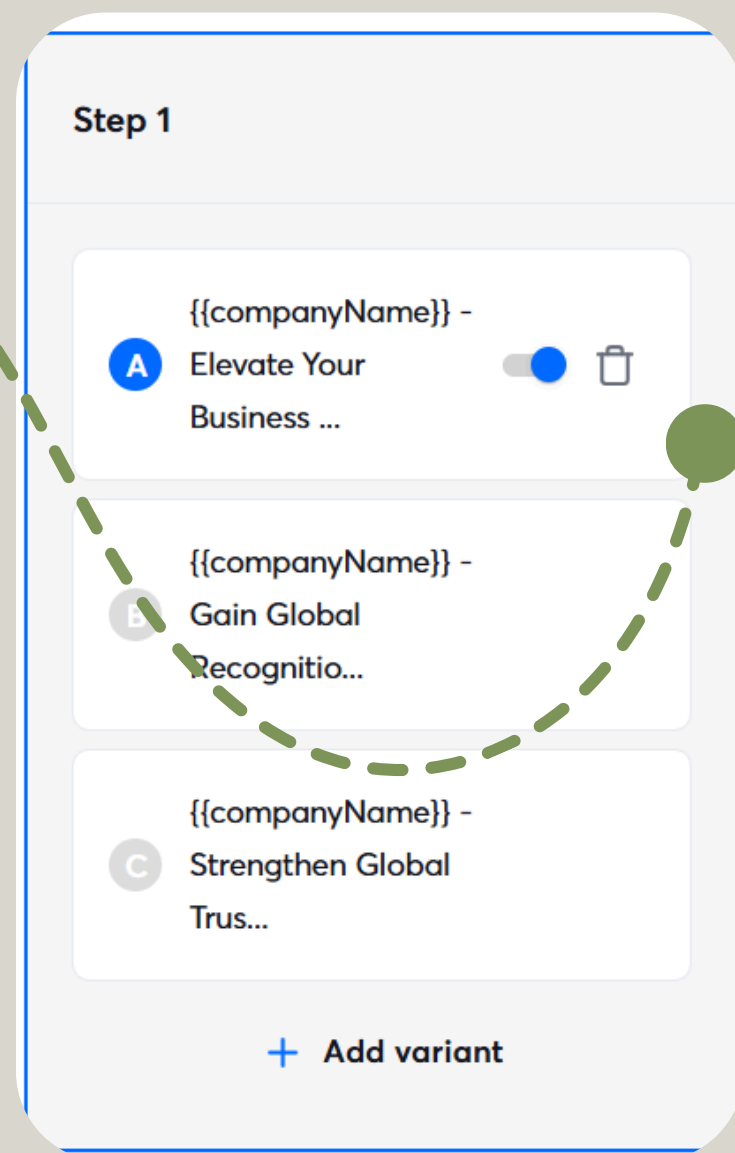 Step 1
{{companyName}} -
A
Elevate Your
Business ...
{{companyName}} -
B
Gain Global
Recognitio...
{{companyName}} -
C
Strengthen Global
Trus...
+ Add variant